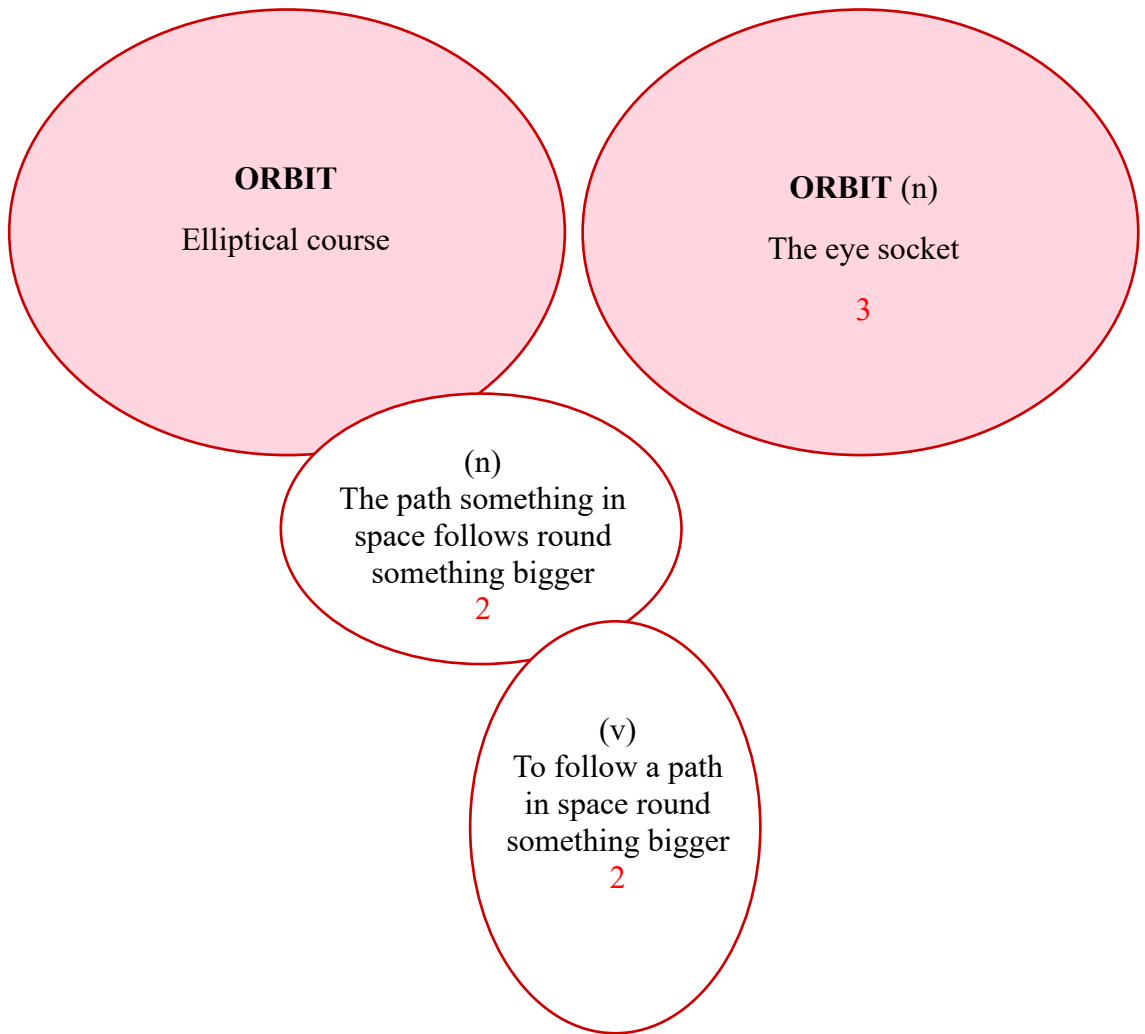 ORBIT
Elliptical course
ORBIT (n)
The eye socket
3
(n)
The path something in
space follows round
something bigger
2
(v)
To follow a path
in space round
something bigger
2